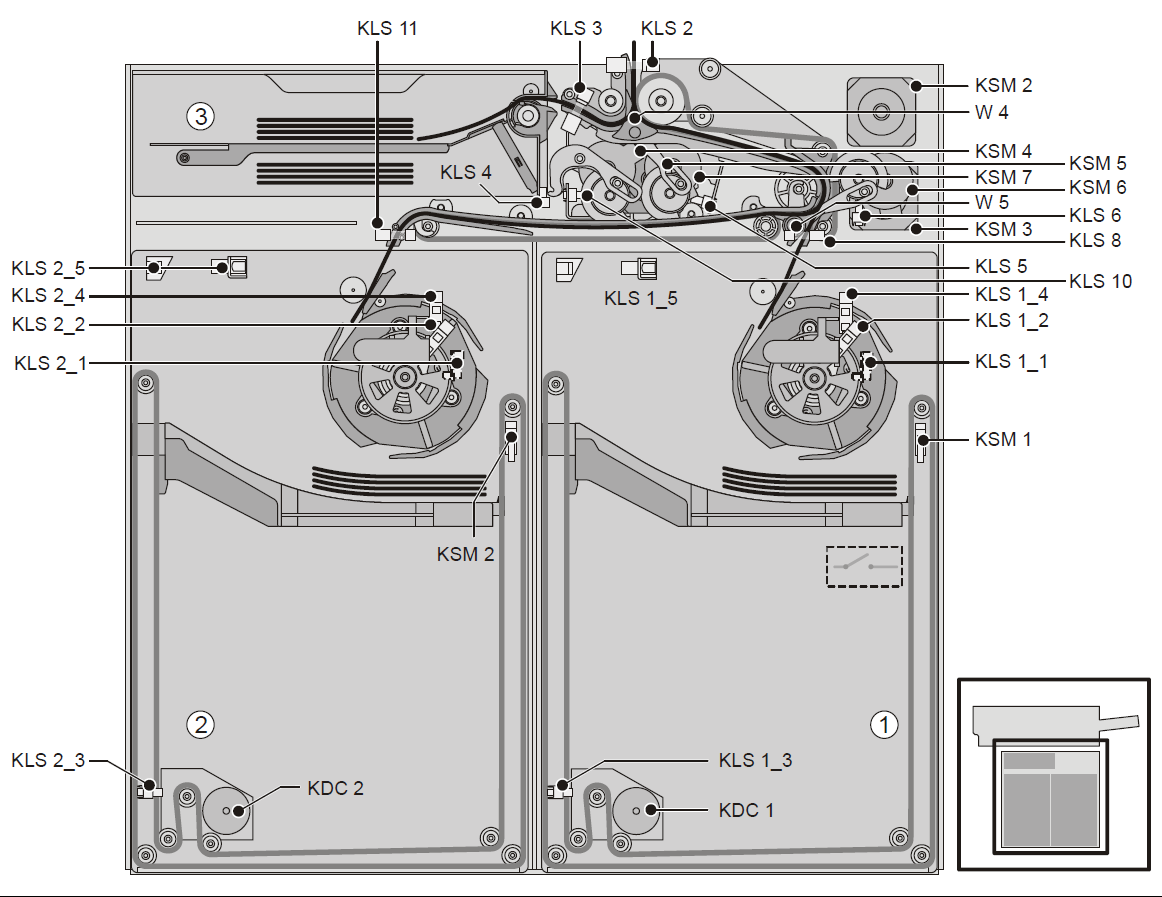 KLS 11
KLS 3
KLS 2
KSM 2
W 4
3
KSM 4
KSM 5
KLS 4
KSM 7
KSM 6
W 5
KLS 6
KSM 3
KLS 8
KLS 2_5
KLS 5
KLS 10
KLS 2_4
KLS 1_5
KLS 1_4
KLS 2_2
KLS 1_2
KLS 2_1
KLS 1_1
KSM 1
KSM 2
2
1
KLS 2_3
KLS 1_3
KDC 2
KDC 1